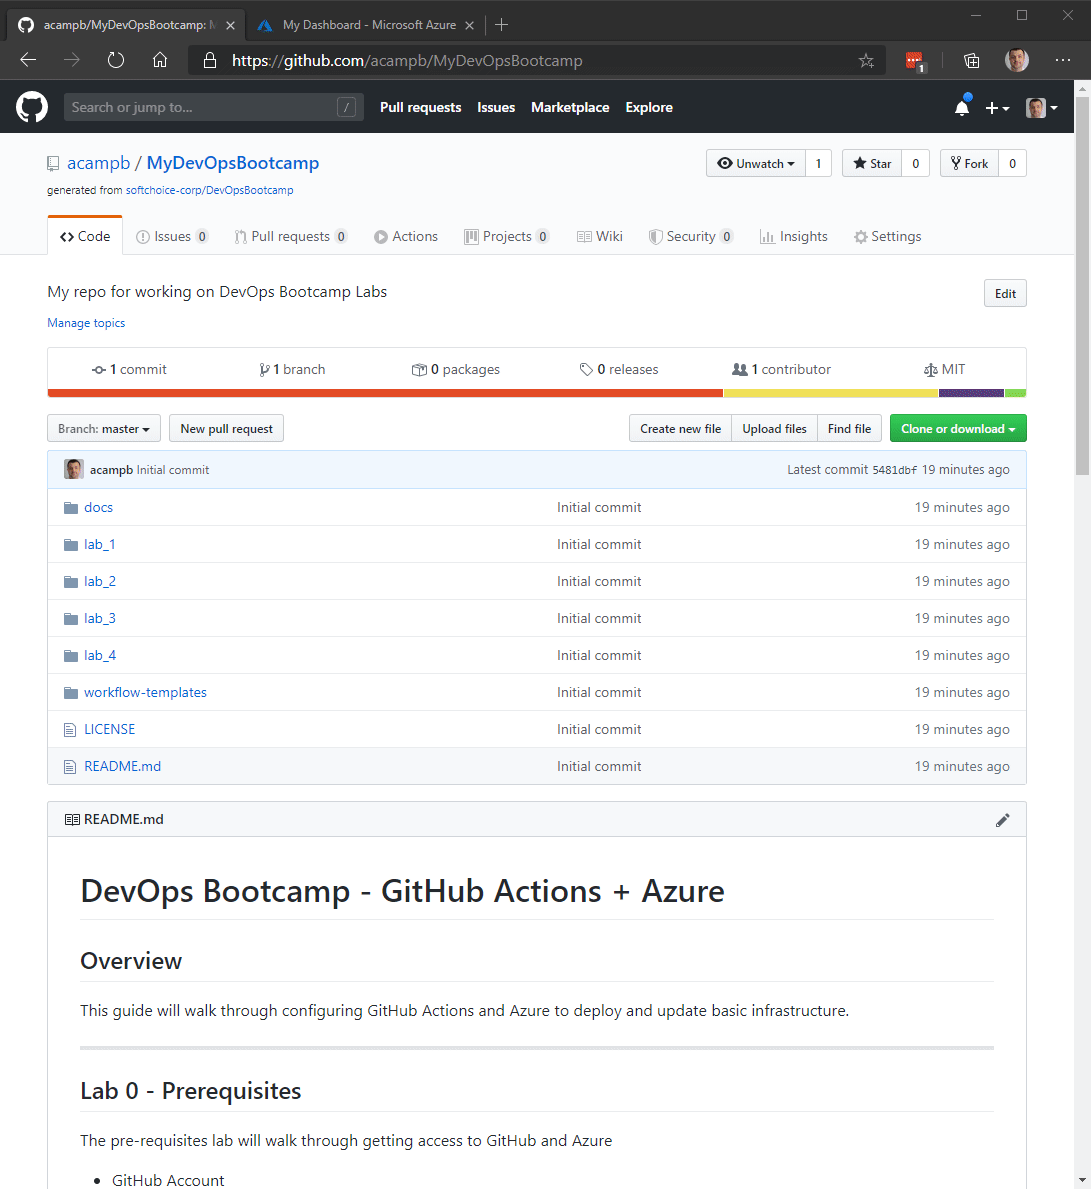 acampb/MyDevOpsBootcamp: M My Dashboard - Microsoft Azure
https://github.com/acampb/MyDevOpsBootcamp 1
Search or jump to... / Pull requests Issues Marketplace Explore
acampb / MyDevOpsBootcamp Unwatch 1 Star 0 Fork 0
generated from softchoice-corp/DevOpsBootcamp
Code Issues 0 Pull requests 0 Actions Projects 0 Wiki Security 0 Insights Settings
My repo for working on DevOps Bootcamp Labs Edit
Manage topics
1 commit 1 branch 0 packages 0 releases 1 contributor MIT
Branch: master New pull request Create new file Upload files Find file Clone or download
acampb Initial commit Latest commit 5481dbf 19 minutes ago
docs Initial commit 19 minutes ago
lab_1 Initial commit 19 minutes ago
lab_2 Initial commit 19 minutes ago
lab_3 Initial commit 19 minutes ago
lab_4 Initial commit 19 minutes ago
workflow-templates Initial commit 19 minutes ago
LICENSE Initial commit 19 minutes ago
README.md Initial commit 19 minutes ago
README.md
DevOps Bootcamp - GitHub Actions + Azure
Overview
This guide will walk through configuring GitHub Actions and Azure to deploy and update basic infrastructure.
Lab 0 - Prerequisites
The pre-requisites lab will walk through getting access to GitHub and Azure
• GitHub Account